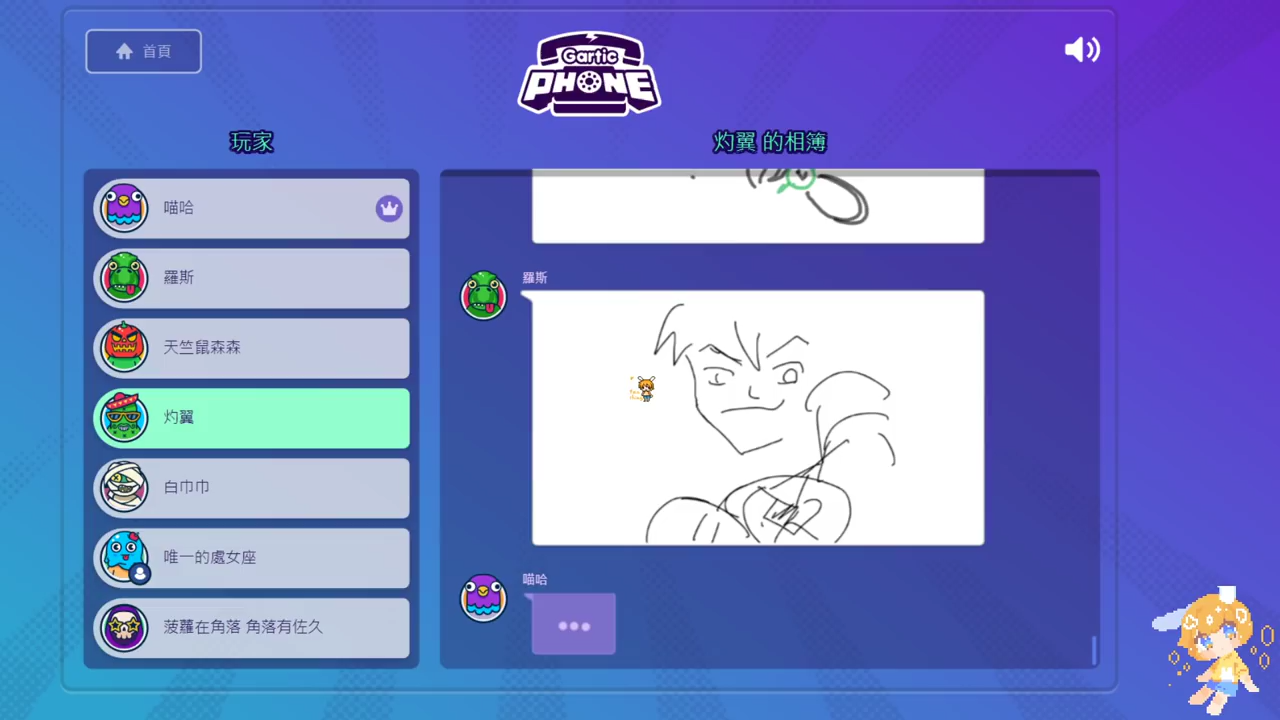 首頁
Gartic
PHONE
玩家
灼翼 的相簿
喵哈
羅斯
天竺鼠森森
灼翼
白巾巾
唯一的處女座
菠蘿在角落 角落有佐久
羅斯
喵哈